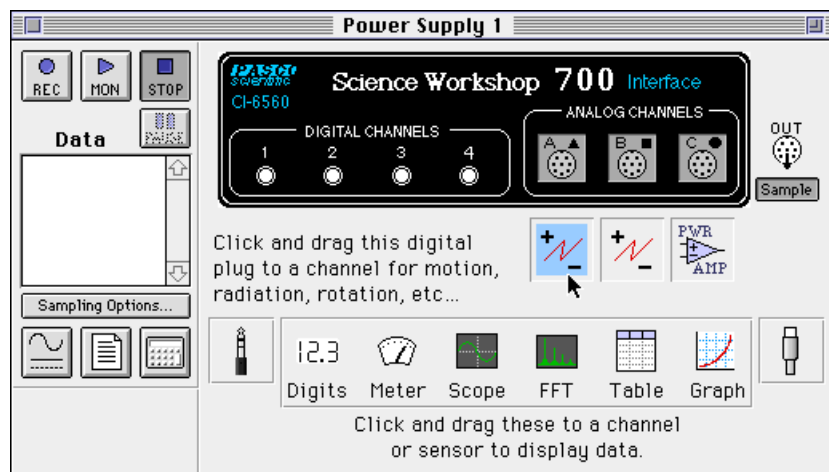 Power Supply 1
REC
MON
STOP
PAUSE
Data
Sampling Options...
PASCO
scientific
CI-6560
Science Workshop 700 Interface
DIGITAL CHANNELS
1 2 3 4
ANALOG CHANNELS
A B C
OUT
Sample
Click and drag this digital
plug to a channel for motion,
radiation, rotation, etc...
PWR
AMP
12.3
Digits Meter Scope FFT Table Graph
Click and drag these to a channel
or sensor to display data.